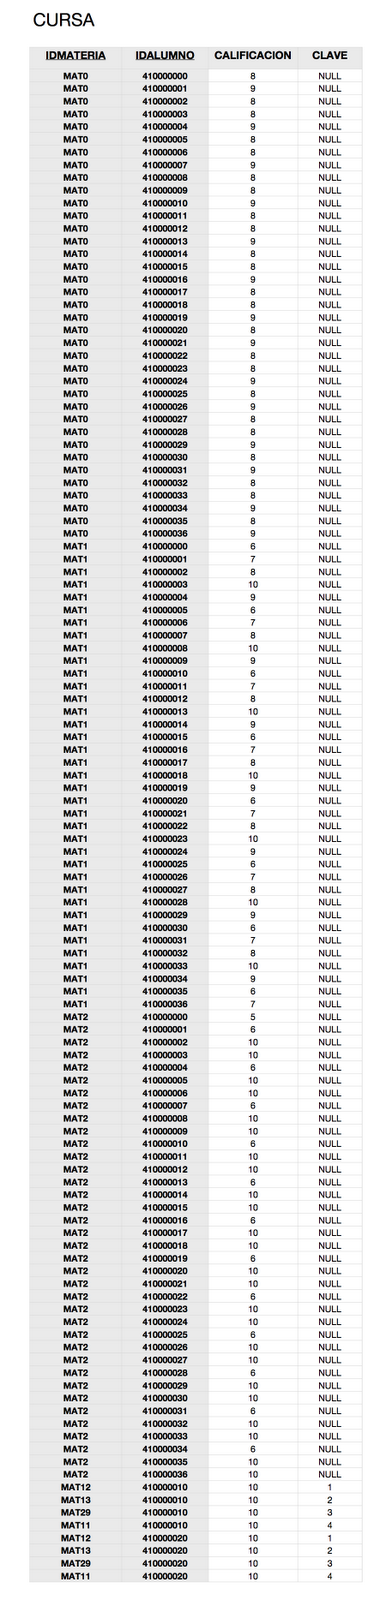 CURSA
IDMATERIA IDALUMNO CALIFICACION CLAVE
MAT0 410000000 8 NULL
MAT0 410000001 9 NULL
MAT0 410000002 8 NULL
MAT0 410000003 8 NULL
MAT0 410000004 9 NULL
MAT0 410000005 8 NULL
MAT0 410000006 8 NULL
MAT0 410000007 9 NULL
MAT0 410000008 8 NULL
MAT0 410000009 8 NULL
MAT0 410000010 9 NULL
MAT0 410000011 8 NULL
MAT0 410000012 8 NULL
MAT0 410000013 9 NULL
MAT0 410000014 8 NULL
MAT0 410000015 8 NULL
MAT0 410000016 9 NULL
MAT0 410000017 8 NULL
MAT0 410000018 8 NULL
MAT0 410000019 9 NULL
MAT0 410000020 8 NULL
MAT0 410000021 9 NULL
MAT0 410000022 8 NULL
MAT0 410000023 8 NULL
MAT0 410000024 9 NULL
MAT0 410000025 8 NULL
MAT0 410000026 9 NULL
MAT0 410000027 8 NULL
MAT0 410000028 8 NULL
MAT0 410000029 9 NULL
MAT0 410000030 8 NULL
MAT0 410000031 9 NULL
MAT0 410000032 8 NULL
MAT0 410000033 8 NULL
MAT0 410000034 9 NULL
MAT0 410000035 8 NULL
MAT0 410000036 9 NULL
MAT1 410000000 6 NULL
MAT1 410000001 7 NULL
MAT1 410000002 8 NULL
MAT1 410000003 10 NULL
MAT1 410000004 9 NULL
MAT1 410000005 6 NULL
MAT1 410000006 7 NULL
MAT1 410000007 8 NULL
MAT1 410000008 10 NULL
MAT1 410000009 9 NULL
MAT1 410000010 6 NULL
MAT1 410000011 7 NULL
MAT1 410000012 8 NULL
MAT1 410000013 10 NULL
MAT1 410000014 9 NULL
MAT1 410000015 6 NULL
MAT1 410000016 7 NULL
MAT1 410000017 8 NULL
MAT1 410000018 10 NULL
MAT1 410000019 9 NULL
MAT1 410000020 6 NULL
MAT1 410000021 7 NULL
MAT1 410000022 8 NULL
MAT1 410000023 10 NULL
MAT1 410000024 9 NULL
MAT1 410000025 6 NULL
MAT1 410000026 7 NULL
MAT1 410000027 8 NULL
MAT1 410000028 10 NULL
MAT1 410000029 9 NULL
MAT1 410000030 6 NULL
MAT1 410000031 7 NULL
MAT1 410000032 8 NULL
MAT1 410000033 10 NULL
MAT1 410000034 9 NULL
MAT1 410000035 6 NULL
MAT1 410000036 7 NULL
MAT2 410000000 5 NULL
MAT2 410000001 6 NULL
MAT2 410000002 10 NULL
MAT2 410000003 10 NULL
MAT2 410000004 6 NULL
MAT2 410000005 10 NULL
MAT2 410000006 10 NULL
MAT2 410000007 6 NULL
MAT2 410000008 10 NULL
MAT2 410000009 10 NULL
MAT2 410000010 6 NULL
MAT2 410000011 10 NULL
MAT2 410000012 10 NULL
MAT2 410000013 6 NULL
MAT2 410000014 10 NULL
MAT2 410000015 10 NULL
MAT2 410000016 6 NULL
MAT2 410000017 10 NULL
MAT2 410000018 10 NULL
MAT2 410000019 6 NULL
MAT2 410000020 10 NULL
MAT2 410000021 10 NULL
MAT2 410000022 6 NULL
MAT2 410000023 10 NULL
MAT2 410000024 10 NULL
MAT2 410000025 6 NULL
MAT2 410000026 10 NULL
MAT2 410000027 10 NULL
MAT2 410000028 6 NULL
MAT2 410000029 10 NULL
MAT2 410000030 10 NULL
MAT2 410000031 6 NULL
MAT2 410000032 10 NULL
MAT2 410000033 10 NULL
MAT2 410000034 6 NULL
MAT2 410000035 10 NULL
MAT2 410000036 10 NULL
MAT12 410000010 10 1
MAT13 410000010 10 2
MAT29 410000010 10 3
MAT11 410000010 10 4
MAT12 410000020 10 1
MAT13 410000020 10 2
MAT29 410000020 10 3
MAT11 410000020 10 4